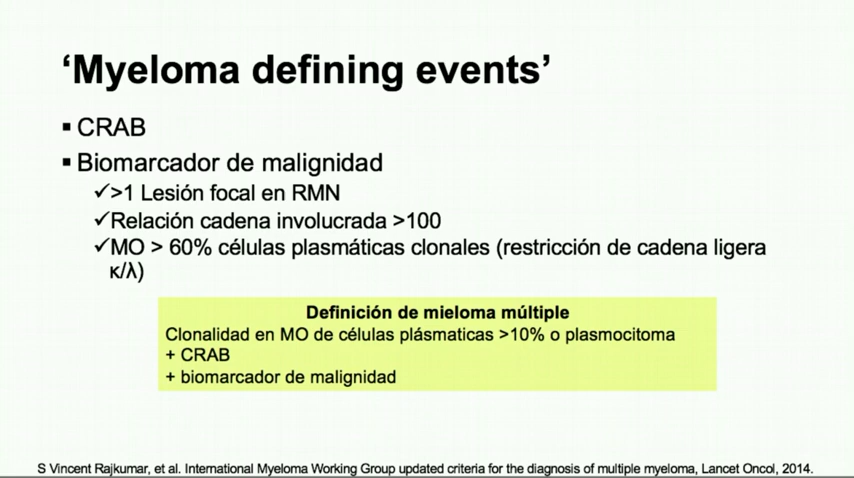 ‘Myeloma defining events’
▪ CRAB
▪ Biomarcador de malignidad
✓>1 Lesión focal en RMN
✓Relación cadena involucrada >100
✓MO > 60% células plasmáticas clonales (restricción de cadena ligera
κ/λ)
Definición de mieloma múltiple
Clonalidad en MO de células plásmaticas >10% o plasmocitoma
+ CRAB
+ biomarcador de malignidad
S Vincent Rajkumar, et al. International Myeloma Working Group updated criteria for the diagnosis of multiple myeloma, Lancet Oncol, 2014.